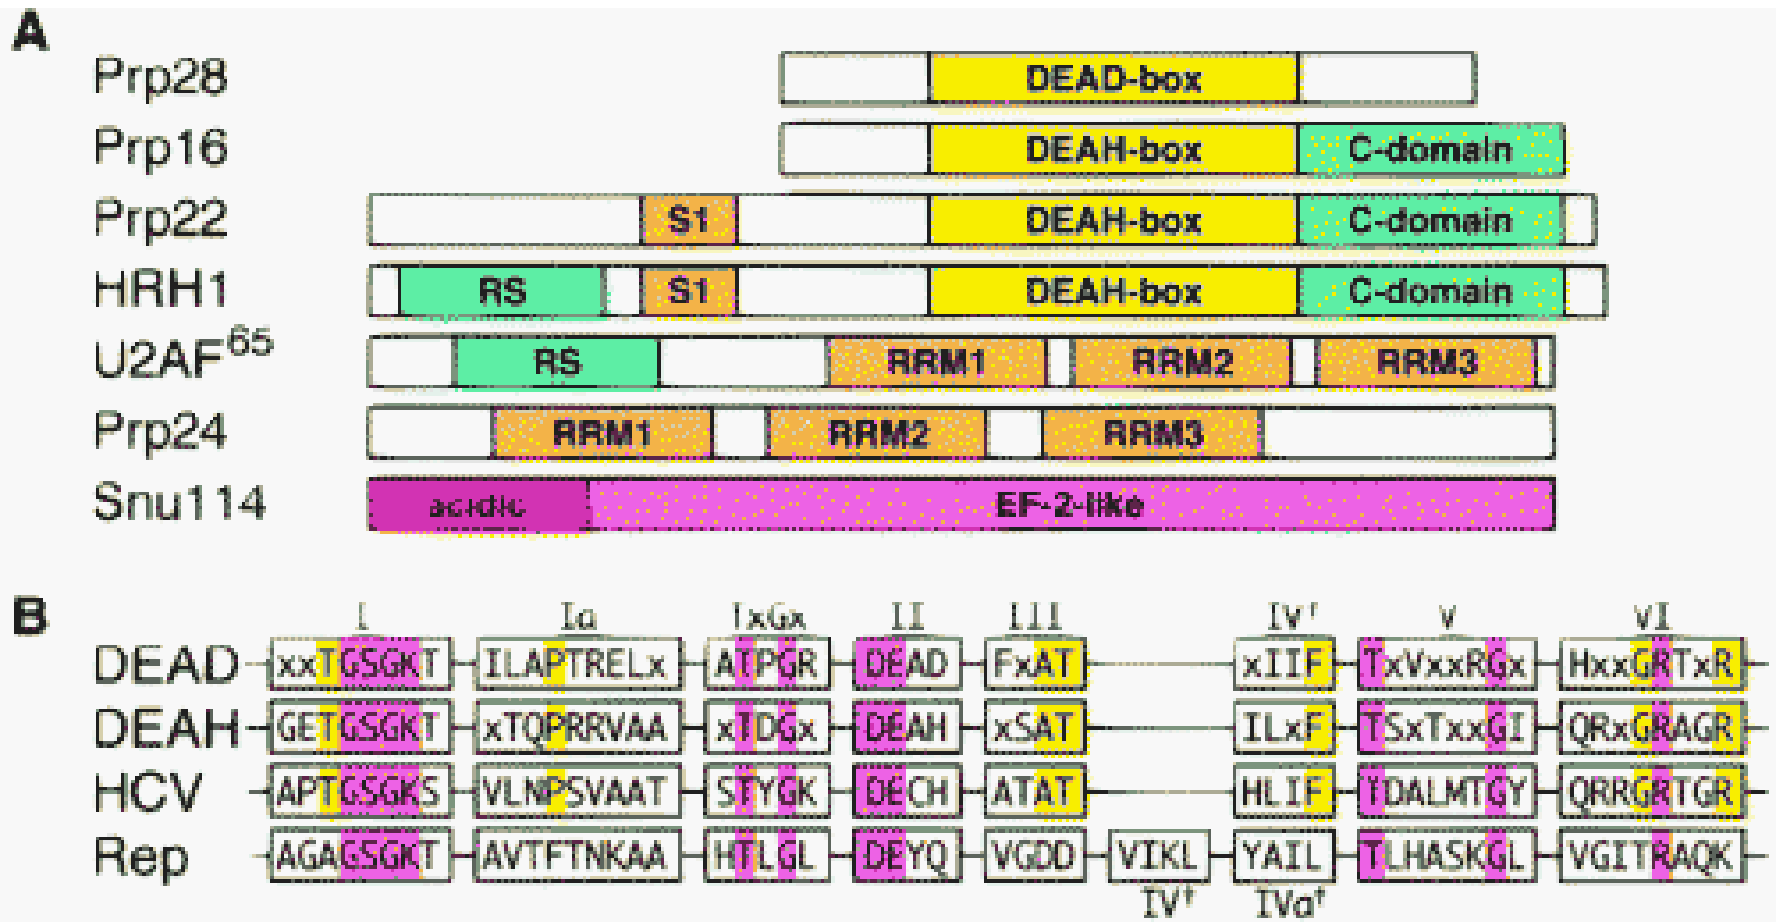 A
Prp28 DEAD-box
Prp16 DEAH-box C-domain
Prp22 S1 DEAH-box C-domain
HRH1 RS S1 DEAH-box C-domain
U2AF65 RS RRM1 RRM2 RRM3
Prp24 RRM1 RRM2 RRM3
Snu114 acidic EF-2-like
B
I Ia TxGx II III IV† V VI
DEAD xxTGSGKT ILAPTRELx ATPGR DEAD FxAT xIIF TxVxxRGx HxxGRTxR
DEAH GETGSGKT xTQPRRVAA xTDGx DEAH xSAT ILxF TSxTxxGI QRxGRAGR
HCV APTGSGKS VLNPSVAAT STYGK DECH ATAT HLIF TDALMTGY QRRGRTGR
Rep AGAGSGKT AVTFTNKAA HTLGL DEYQ VGDD VIKL YAIL TLHASKGL VGITRAQK
IV† IVa†